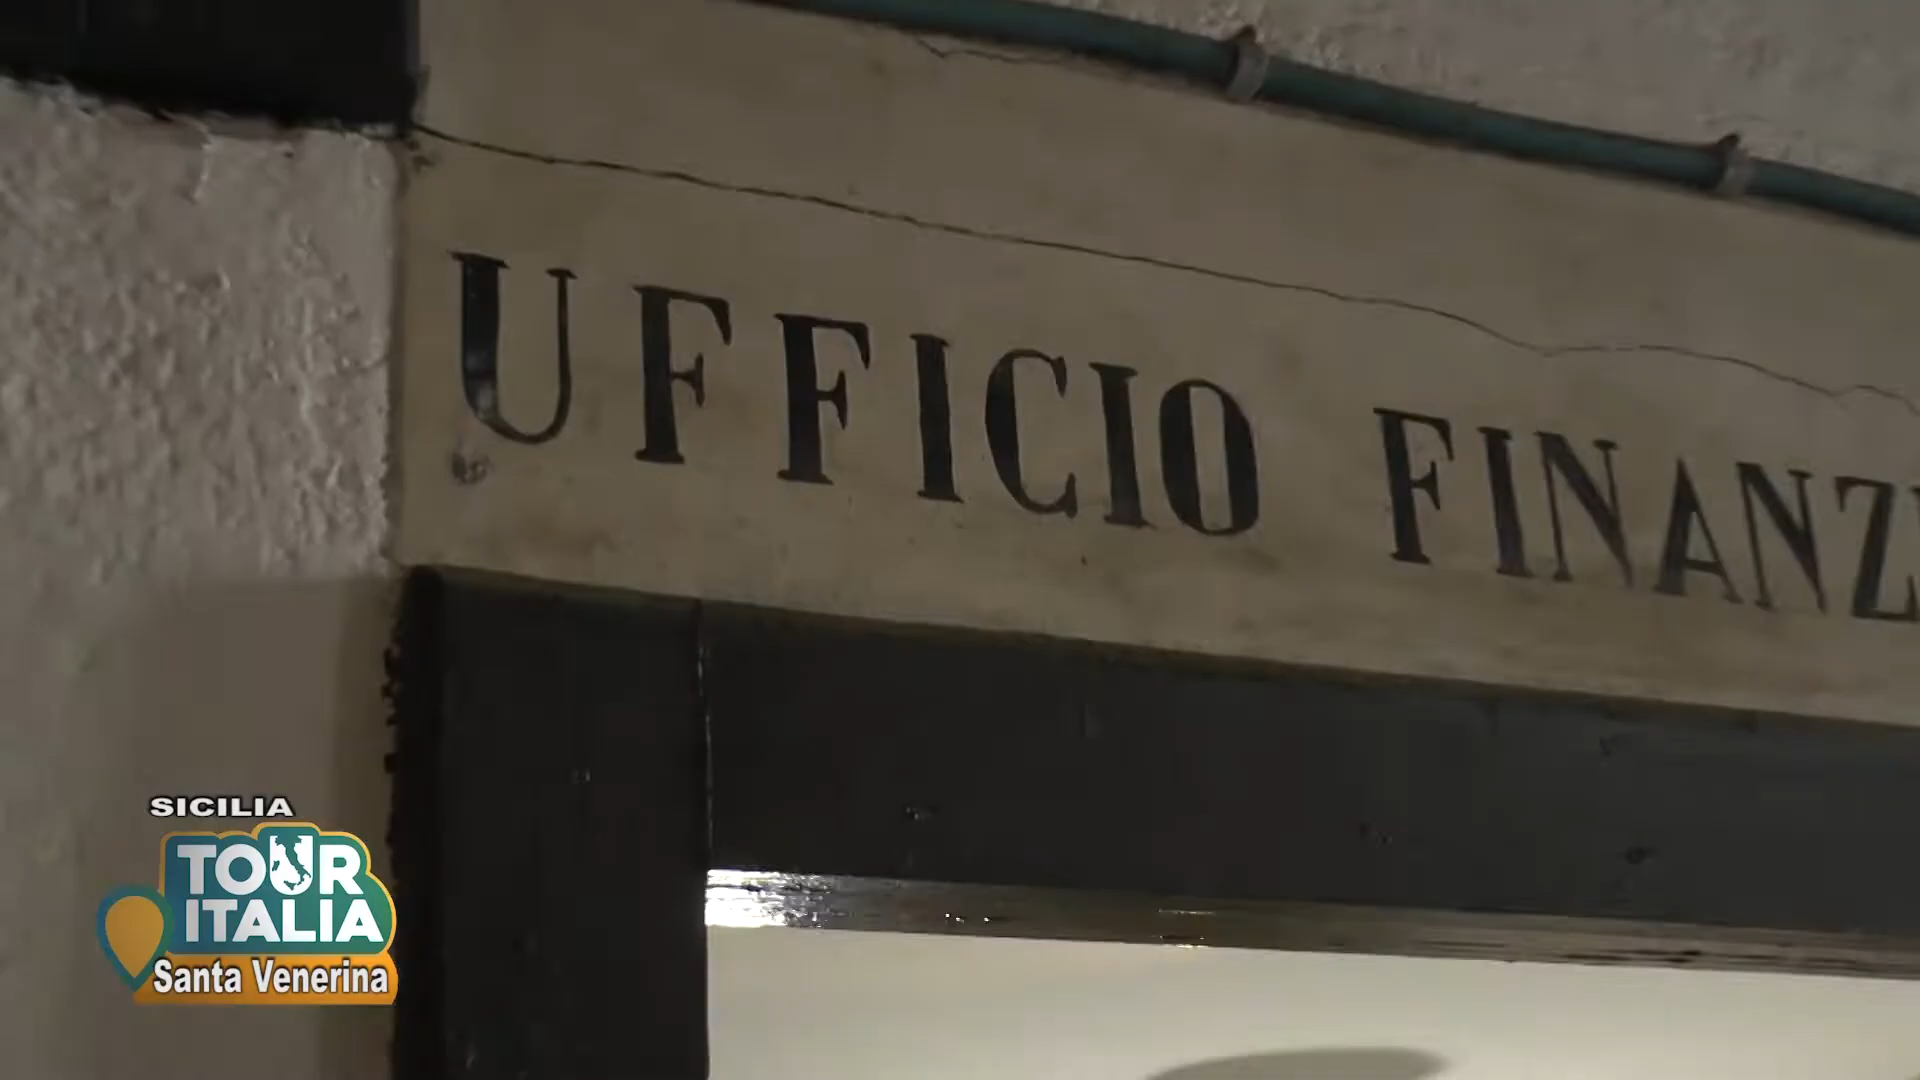 UFFICIO FINANZ
SICILIA
TOUR
ITALIA
Santa Venerina